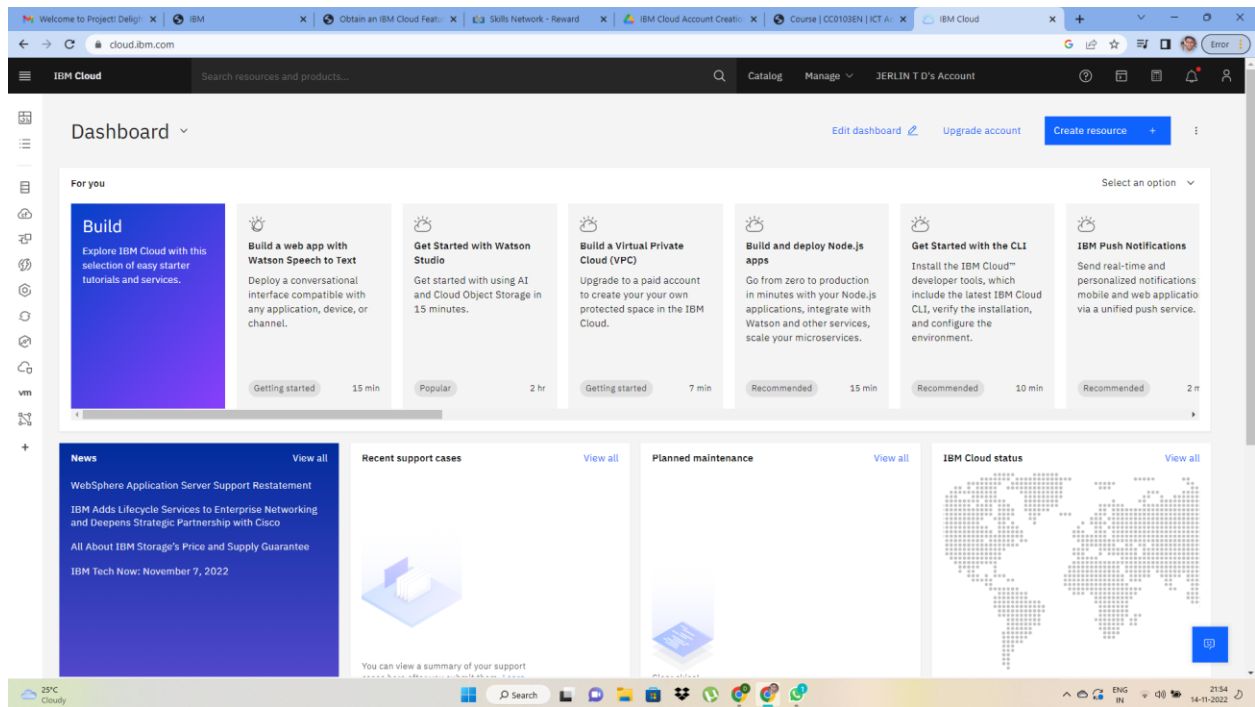 Welcome to Project! Deligh
IBM
Obtain an IBM Cloud Featu
Skills Network - Reward
IBM Cloud Account Creatio
Course | CC0103EN | ICT Ac
IBM Cloud
cloud.ibm.com
Error
IBM Cloud
Search resources and products...
Catalog
Manage
JERLIN T D's Account
Dashboard
Edit dashboard
Upgrade account
Create resource +
For you
Select an option
Build
Explore IBM Cloud with this
selection of easy starter
tutorials and services.
Build a web app with
Watson Speech to Text
Deploy a conversational
interface compatible with
any application, device, or
channel.
Getting started 15 min
Get Started with Watson
Studio
Get started with using AI
and Cloud Object Storage in
15 minutes.
Popular 2 hr
Build a Virtual Private
Cloud (VPC)
Upgrade to a paid account
to create your your own
protected space in the IBM
Cloud.
Getting started 7 min
Build and deploy Node.js
apps
Go from zero to production
in minutes with your Node.js
applications, integrate with
Watson and other services,
scale your microservices.
Recommended 15 min
Get Started with the CLI
Install the IBM Cloud™
developer tools, which
include the latest IBM Cloud
CLI, verify the installation,
and configure the
environment.
Recommended 10 min
IBM Push Notifications
Send real-time and
personalized notifications
mobile and web applicatio
via a unified push service.
Recommended 2 m
vm
News View all
WebSphere Application Server Support Restatement
IBM Adds Lifecycle Services to Enterprise Networking
and Deepens Strategic Partnership with Cisco
All About IBM Storage's Price and Supply Guarantee
IBM Tech Now: November 7, 2022
Recent support cases View all
You can view a summary of your support
Planned maintenance View all
IBM Cloud status View all
25°C
Cloudy
Search
ENG
IN
21:54
14-11-2022